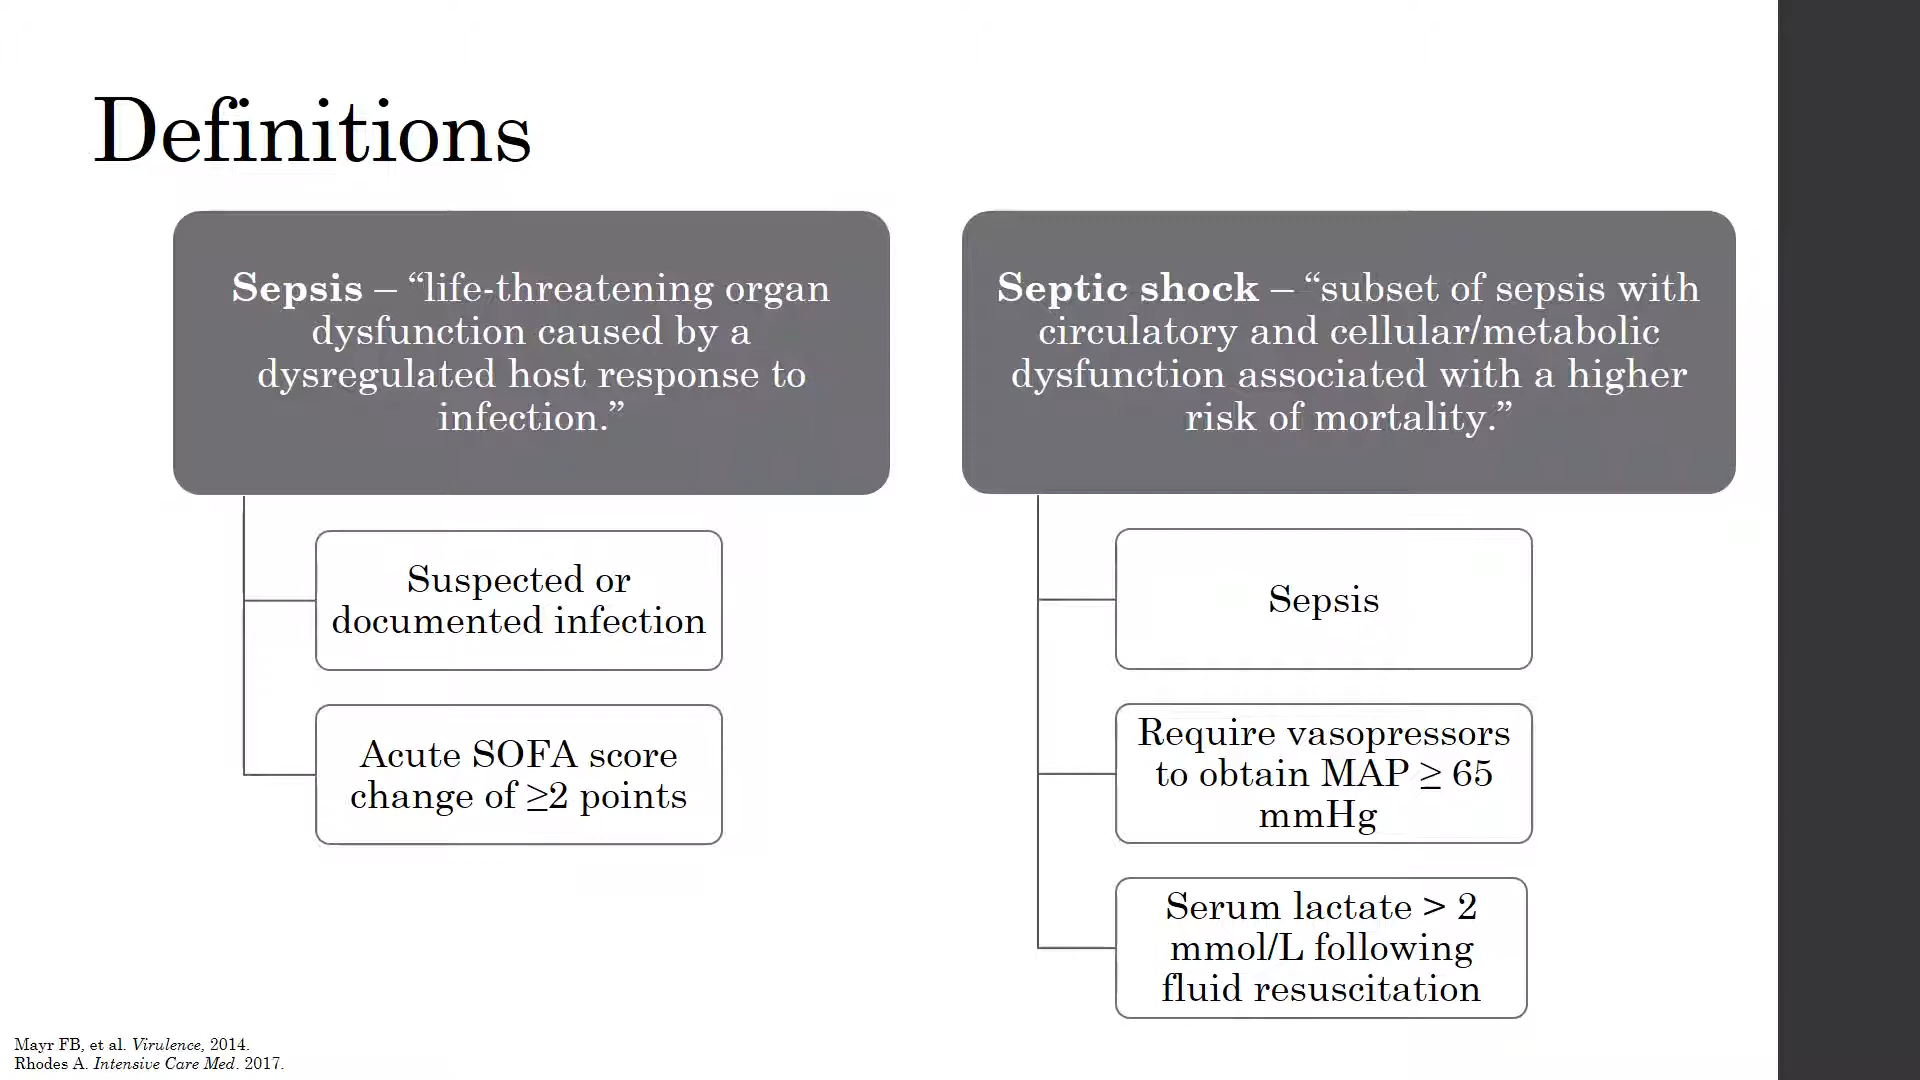 Definitions
Sepsis – “life-threatening organ
dysfunction caused by a
dysregulated host response to
infection.”
Suspected or
documented infection
Acute SOFA score
change of ≥2 points
Septic shock – “subset of sepsis with
circulatory and cellular/metabolic
dysfunction associated with a higher
risk of mortality.”
Sepsis
Require vasopressors
to obtain MAP ≥ 65
mmHg
Serum lactate > 2
mmol/L following
fluid resuscitation
Mayr FB, et al. Virulence, 2014.
Rhodes A. Intensive Care Med. 2017.